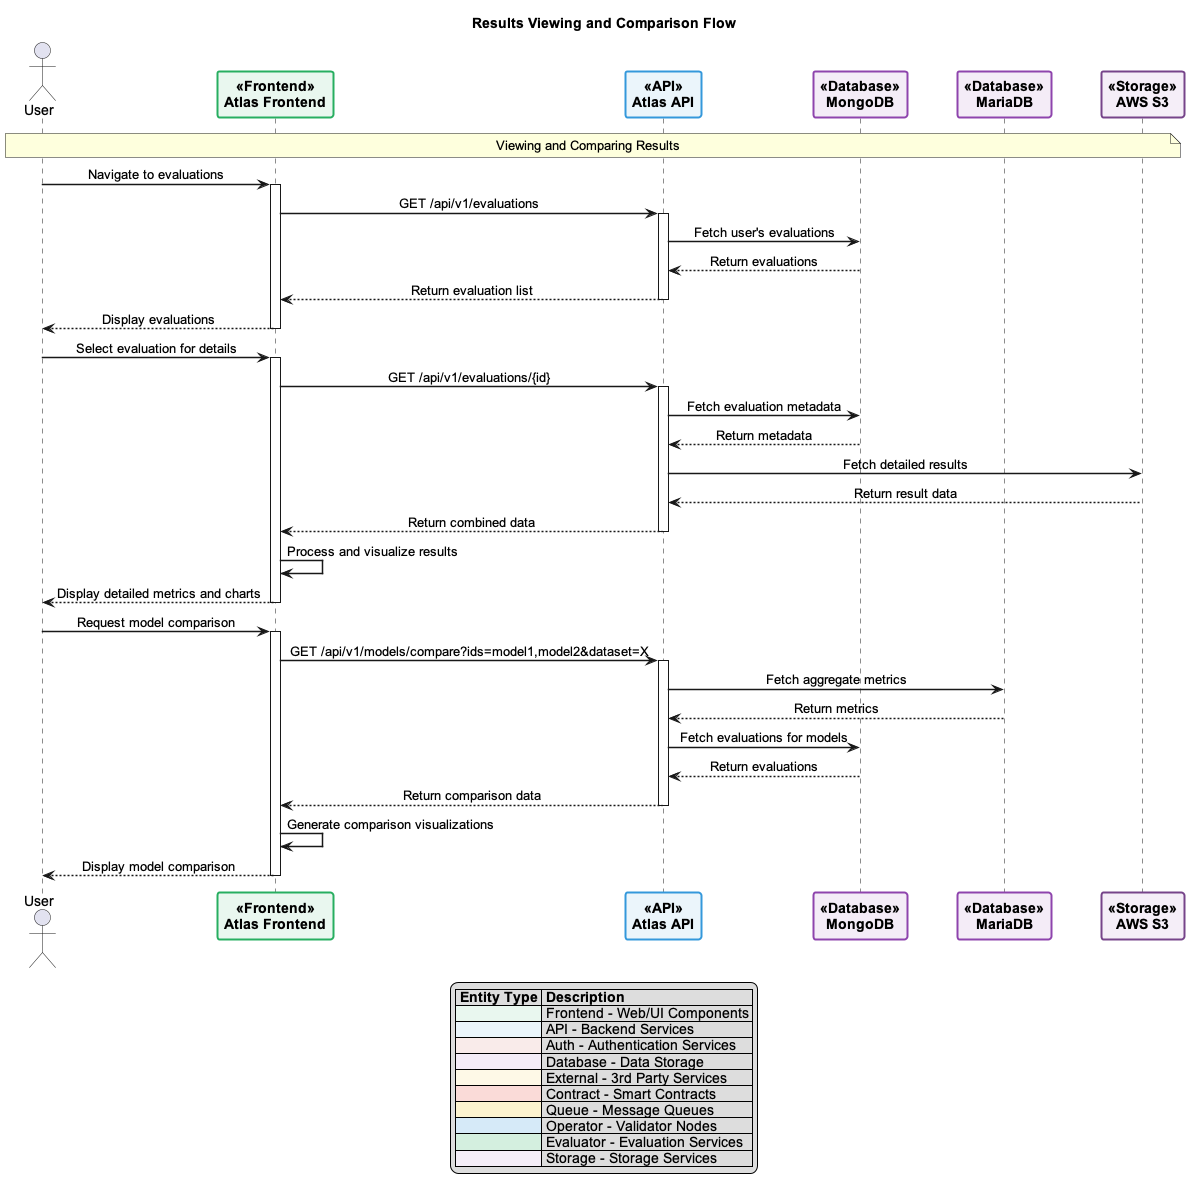 Results Viewing and Comparison Flow
User
«Frontend»
Atlas Frontend
«API»
Atlas API
«Database»
MongoDB
«Database»
MariaDB
«Storage»
AWS S3
Viewing and Comparing Results
Navigate to evaluations
GET /api/v1/evaluations
Fetch user's evaluations
Return evaluations
Return evaluation list
Display evaluations
Select evaluation for details
GET /api/v1/evaluations/{id}
Fetch evaluation metadata
Return metadata
Fetch detailed results
Return result data
Return combined data
Process and visualize results
Display detailed metrics and charts
Request model comparison
GET /api/v1/models/compare?ids=model1,model2&dataset=X
Fetch aggregate metrics
Return metrics
Fetch evaluations for models
Return evaluations
Return comparison data
Generate comparison visualizations
Display model comparison
User
«Frontend»
Atlas Frontend
«API»
Atlas API
«Database»
MongoDB
«Database»
MariaDB
«Storage»
AWS S3
Entity Type Description
Frontend - Web/UI Components
API - Backend Services
Auth - Authentication Services
Database - Data Storage
External - 3rd Party Services
Contract - Smart Contracts
Queue - Message Queues
Operator - Validator Nodes
Evaluator - Evaluation Services
Storage - Storage Services